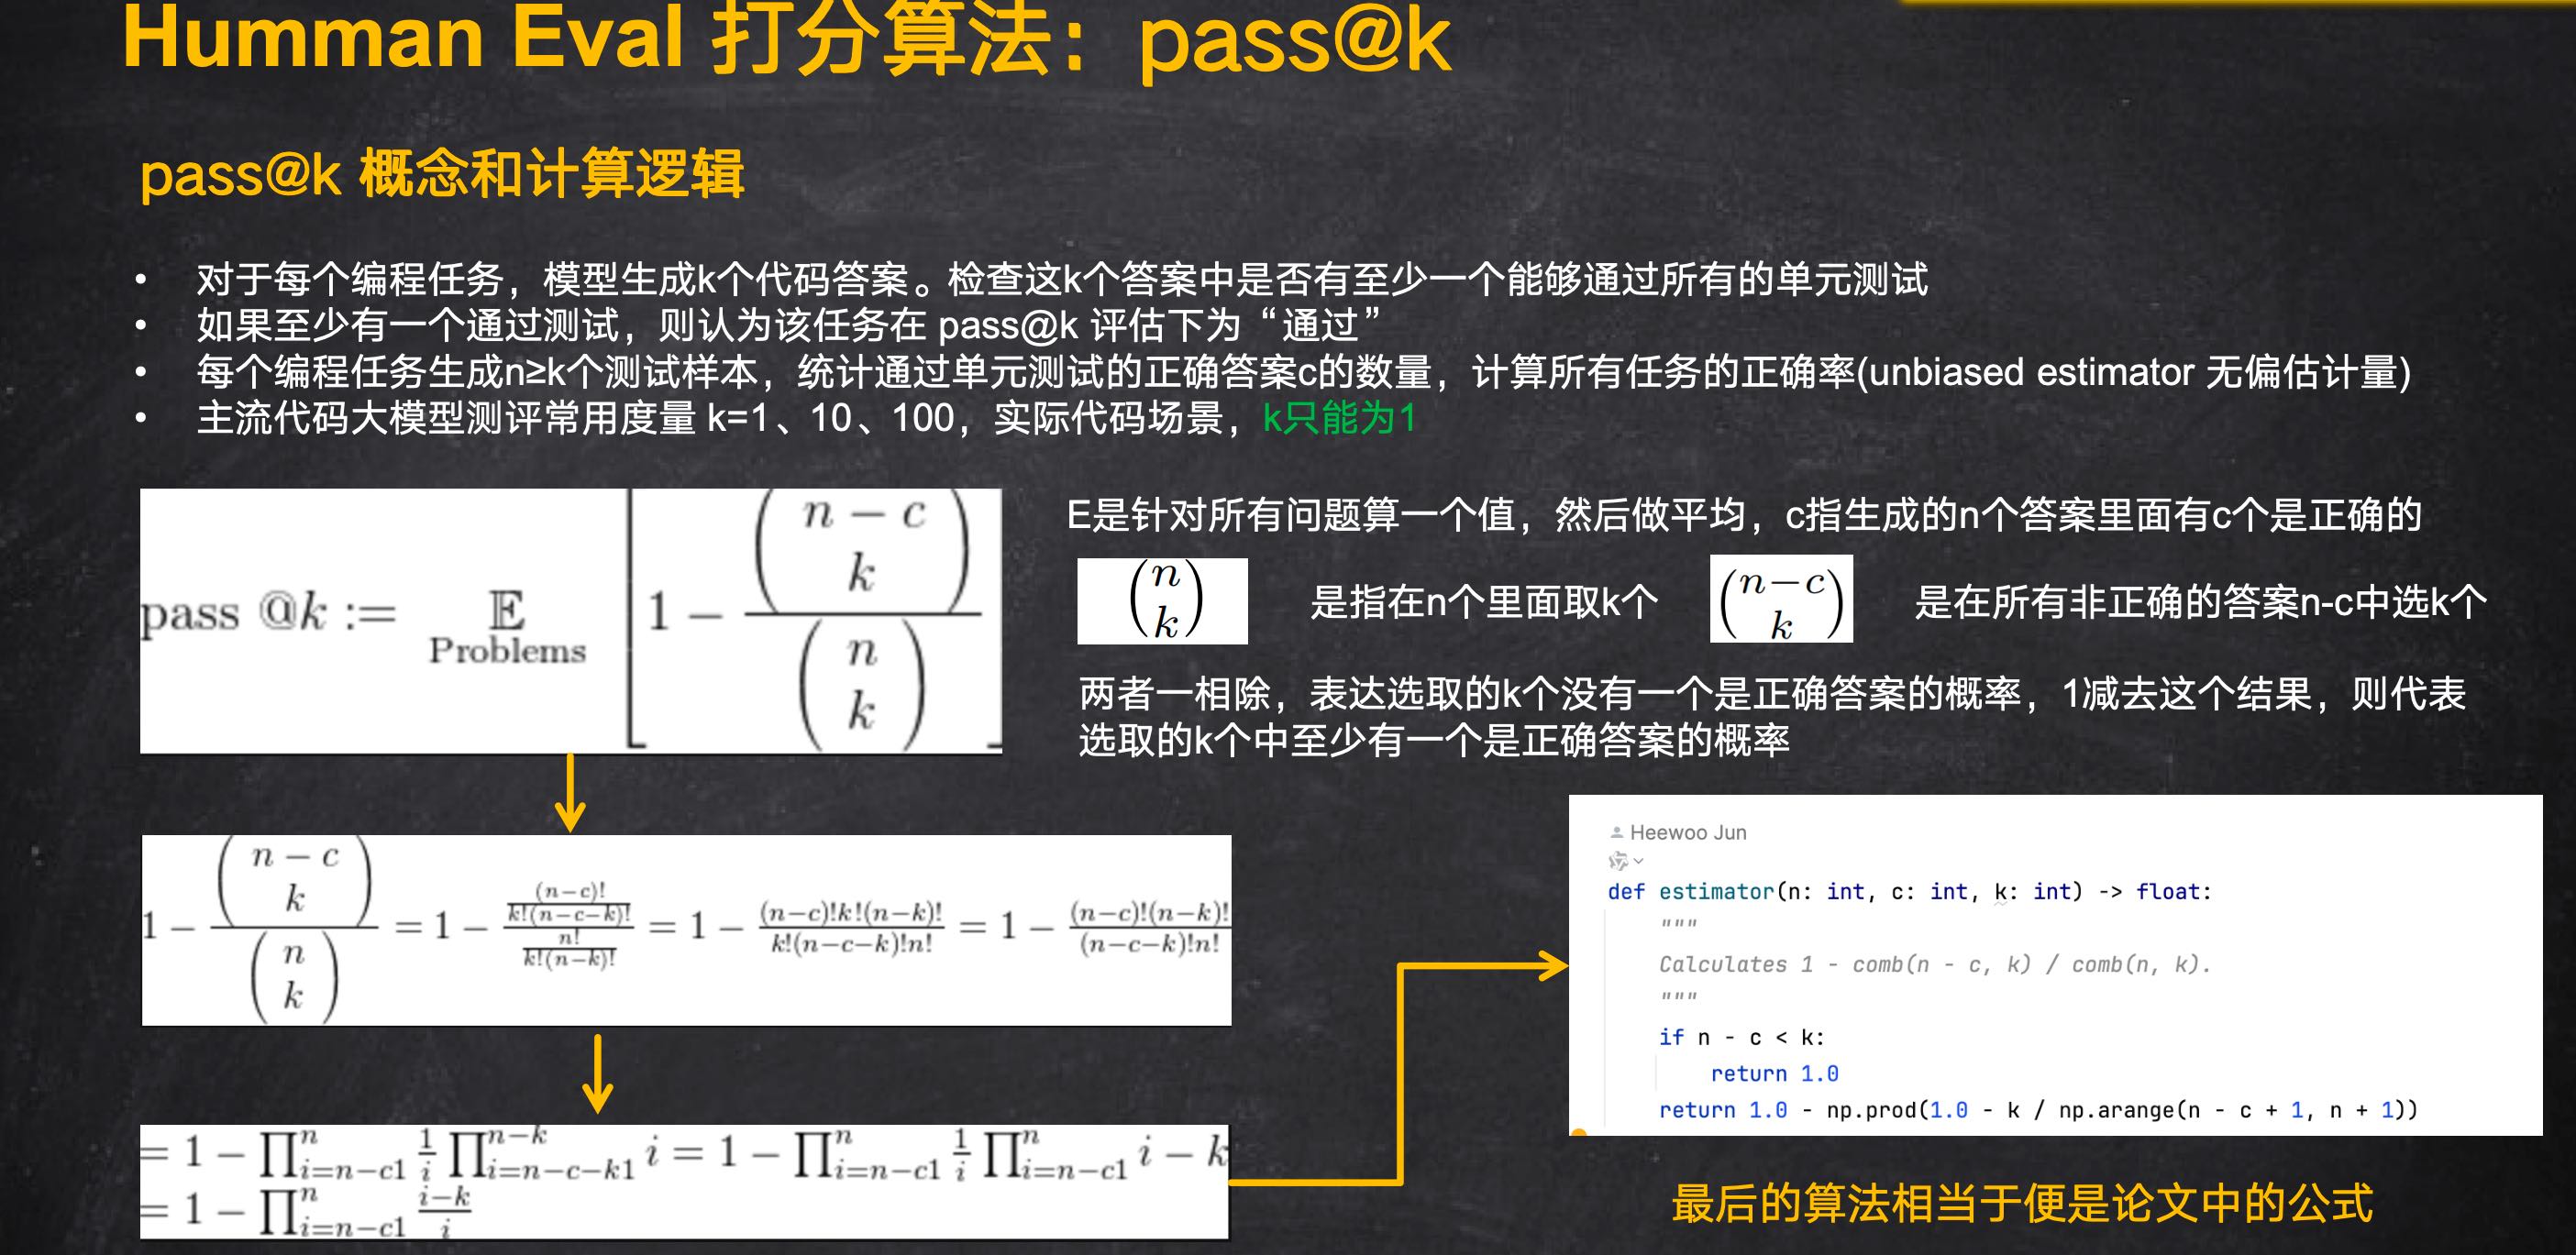 Humman Eval 打分算法：pass@k
pass@k 概念和计算逻辑
• 对于每个编程任务，模型生成k个代码答案。检查这k个答案中是否有至少一个能够通过所有的单元测试
• 如果至少有一个通过测试，则认为该任务在 pass@k 评估下为“通过”
• 每个编程任务生成n≥k个测试样本，统计通过单元测试的正确答案c的数量，计算所有任务的正确率(unbiased estimator 无偏估计量)
• 主流代码大模型测评常用度量 k=1、10、100，实际代码场景，k只能为1
pass @k := 𝔼 Problems [ 1 − \binom{n − c}{k} / \binom{n}{k} ]
E是针对所有问题算一个值，然后做平均，c指生成的n个答案里面有c个是正确的
\binom{n}{k} 是指在n个里面取k个 \binom{n−c}{k} 是在所有非正确的答案n-c中选k个
两者一相除，表达选取的k个没有一个是正确答案的概率，1减去这个结果，则代表
选取的k个中至少有一个是正确答案的概率
1 − \binom{n − c}{k} / \binom{n}{k} = 1 − \frac{\frac{(n−c)!}{k!(n−c−k)!}}{\frac{n!}{k!(n−k)!}} = 1 − \frac{(n−c)!k!(n−k)!}{k!(n−c−k)!n!} = 1 − \frac{(n−c)!(n−k)!}{(n−c−k)!n!}
= 1 − ∏_{i=n−c1}^{n} \frac{1}{i} ∏_{i=n−c−k1}^{n−k} i = 1 − ∏_{i=n−c1}^{n} \frac{1}{i} ∏_{i=n−c1}^{n} i − k
= 1 − ∏_{i=n−c1}^{n} \frac{i−k}{i}
Heewoo Jun
def estimator(n: int, c: int, k: int) -> float:
"""
Calculates 1 - comb(n - c, k) / comb(n, k).
"""
if n - c < k:
return 1.0
return 1.0 - np.prod(1.0 - k / np.arange(n - c + 1, n + 1))
最后的算法相当于便是论文中的公式